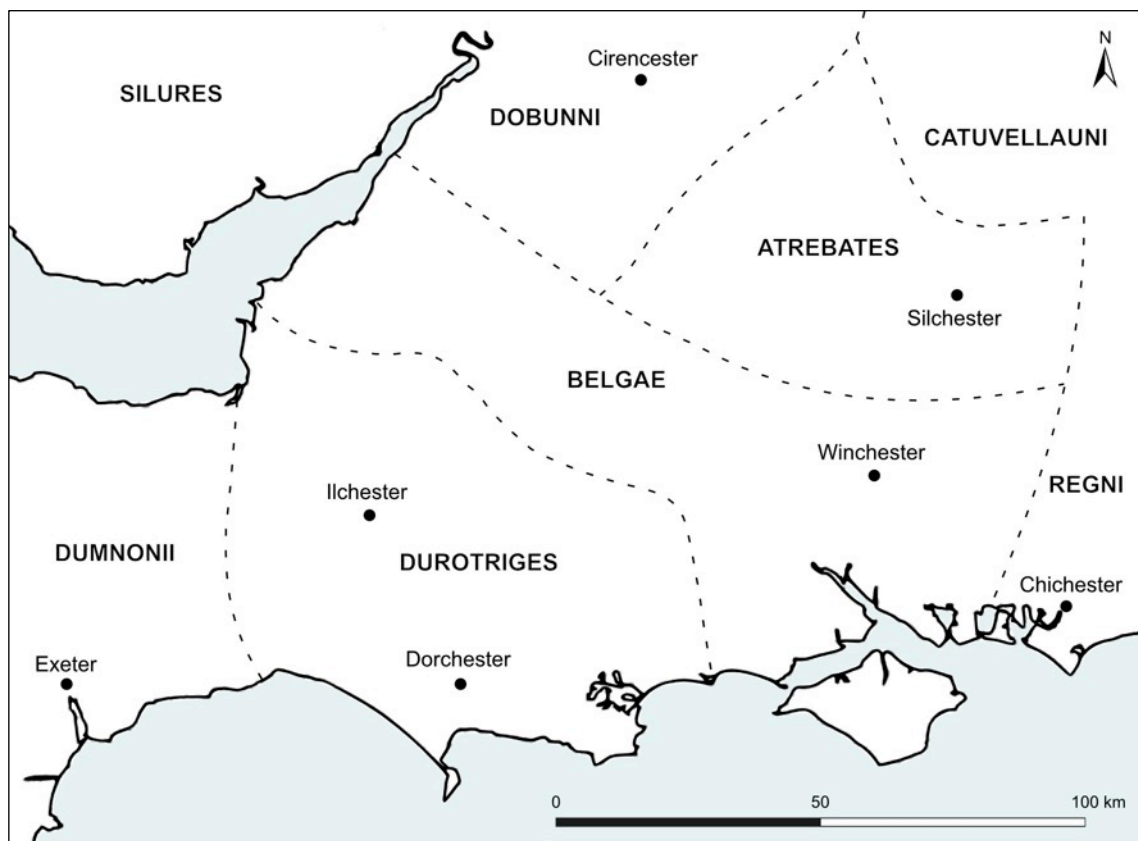 N
Cirencester
SILURES
DOBUNNI
CATUVELLAUNI
ATREBATES
Silchester
BELGAE
Winchester
REGNI
Ilchester
DUMNONII
DUROTRIGES
Chichester
Exeter
Dorchester
0 50 100 km